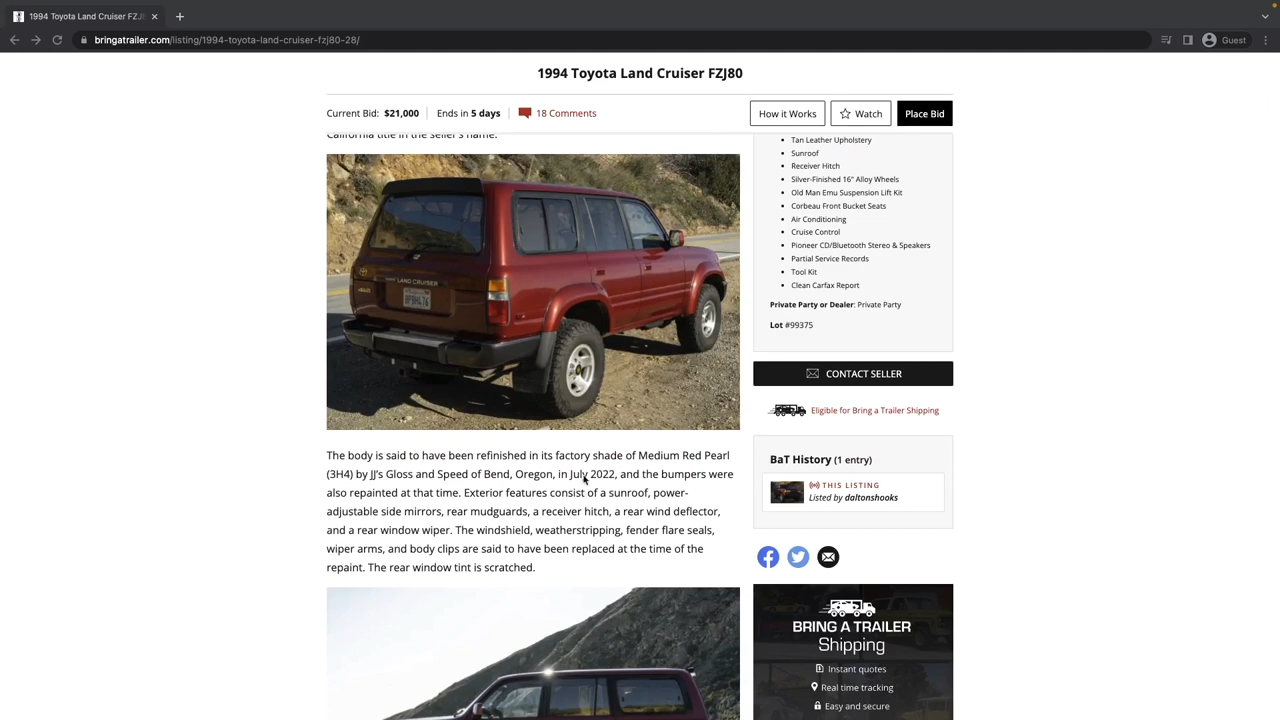 1994 Toyota Land Cruiser FZJ8
bringatrailer.com/listing/1994-toyota-land-cruiser-fzj80-28/
Guest
1994 Toyota Land Cruiser FZJ80
Current Bid: $21,000
Ends in 5 days
18 Comments
How it Works
Watch
Place Bid
California title in the seller's name.
LAND CRUISER
The body is said to have been refinished in its factory shade of Medium Red Pearl
(3H4) by JJ's Gloss and Speed of Bend, Oregon, in July 2022, and the bumpers were
also repainted at that time. Exterior features consist of a sunroof, power-
adjustable side mirrors, rear mudguards, a receiver hitch, a rear wind deflector,
and a rear window wiper. The windshield, weatherstripping, fender flare seals,
wiper arms, and body clips are said to have been replaced at the time of the
repaint. The rear window tint is scratched.
Tan Leather Upholstery
Sunroof
Receiver Hitch
Silver-Finished 16" Alloy Wheels
Old Man Emu Suspension Lift Kit
Corbeau Front Bucket Seats
Air Conditioning
Cruise Control
Pioneer CD/Bluetooth Stereo & Speakers
Partial Service Records
Tool Kit
Clean Carfax Report
Private Party or Dealer: Private Party
Lot #99375
CONTACT SELLER
Eligible for Bring a Trailer Shipping
BaT History (1 entry)
THIS LISTING
Listed by daltonshooks
BRING A TRAILER
Shipping
Instant quotes
Real time tracking
Easy and secure